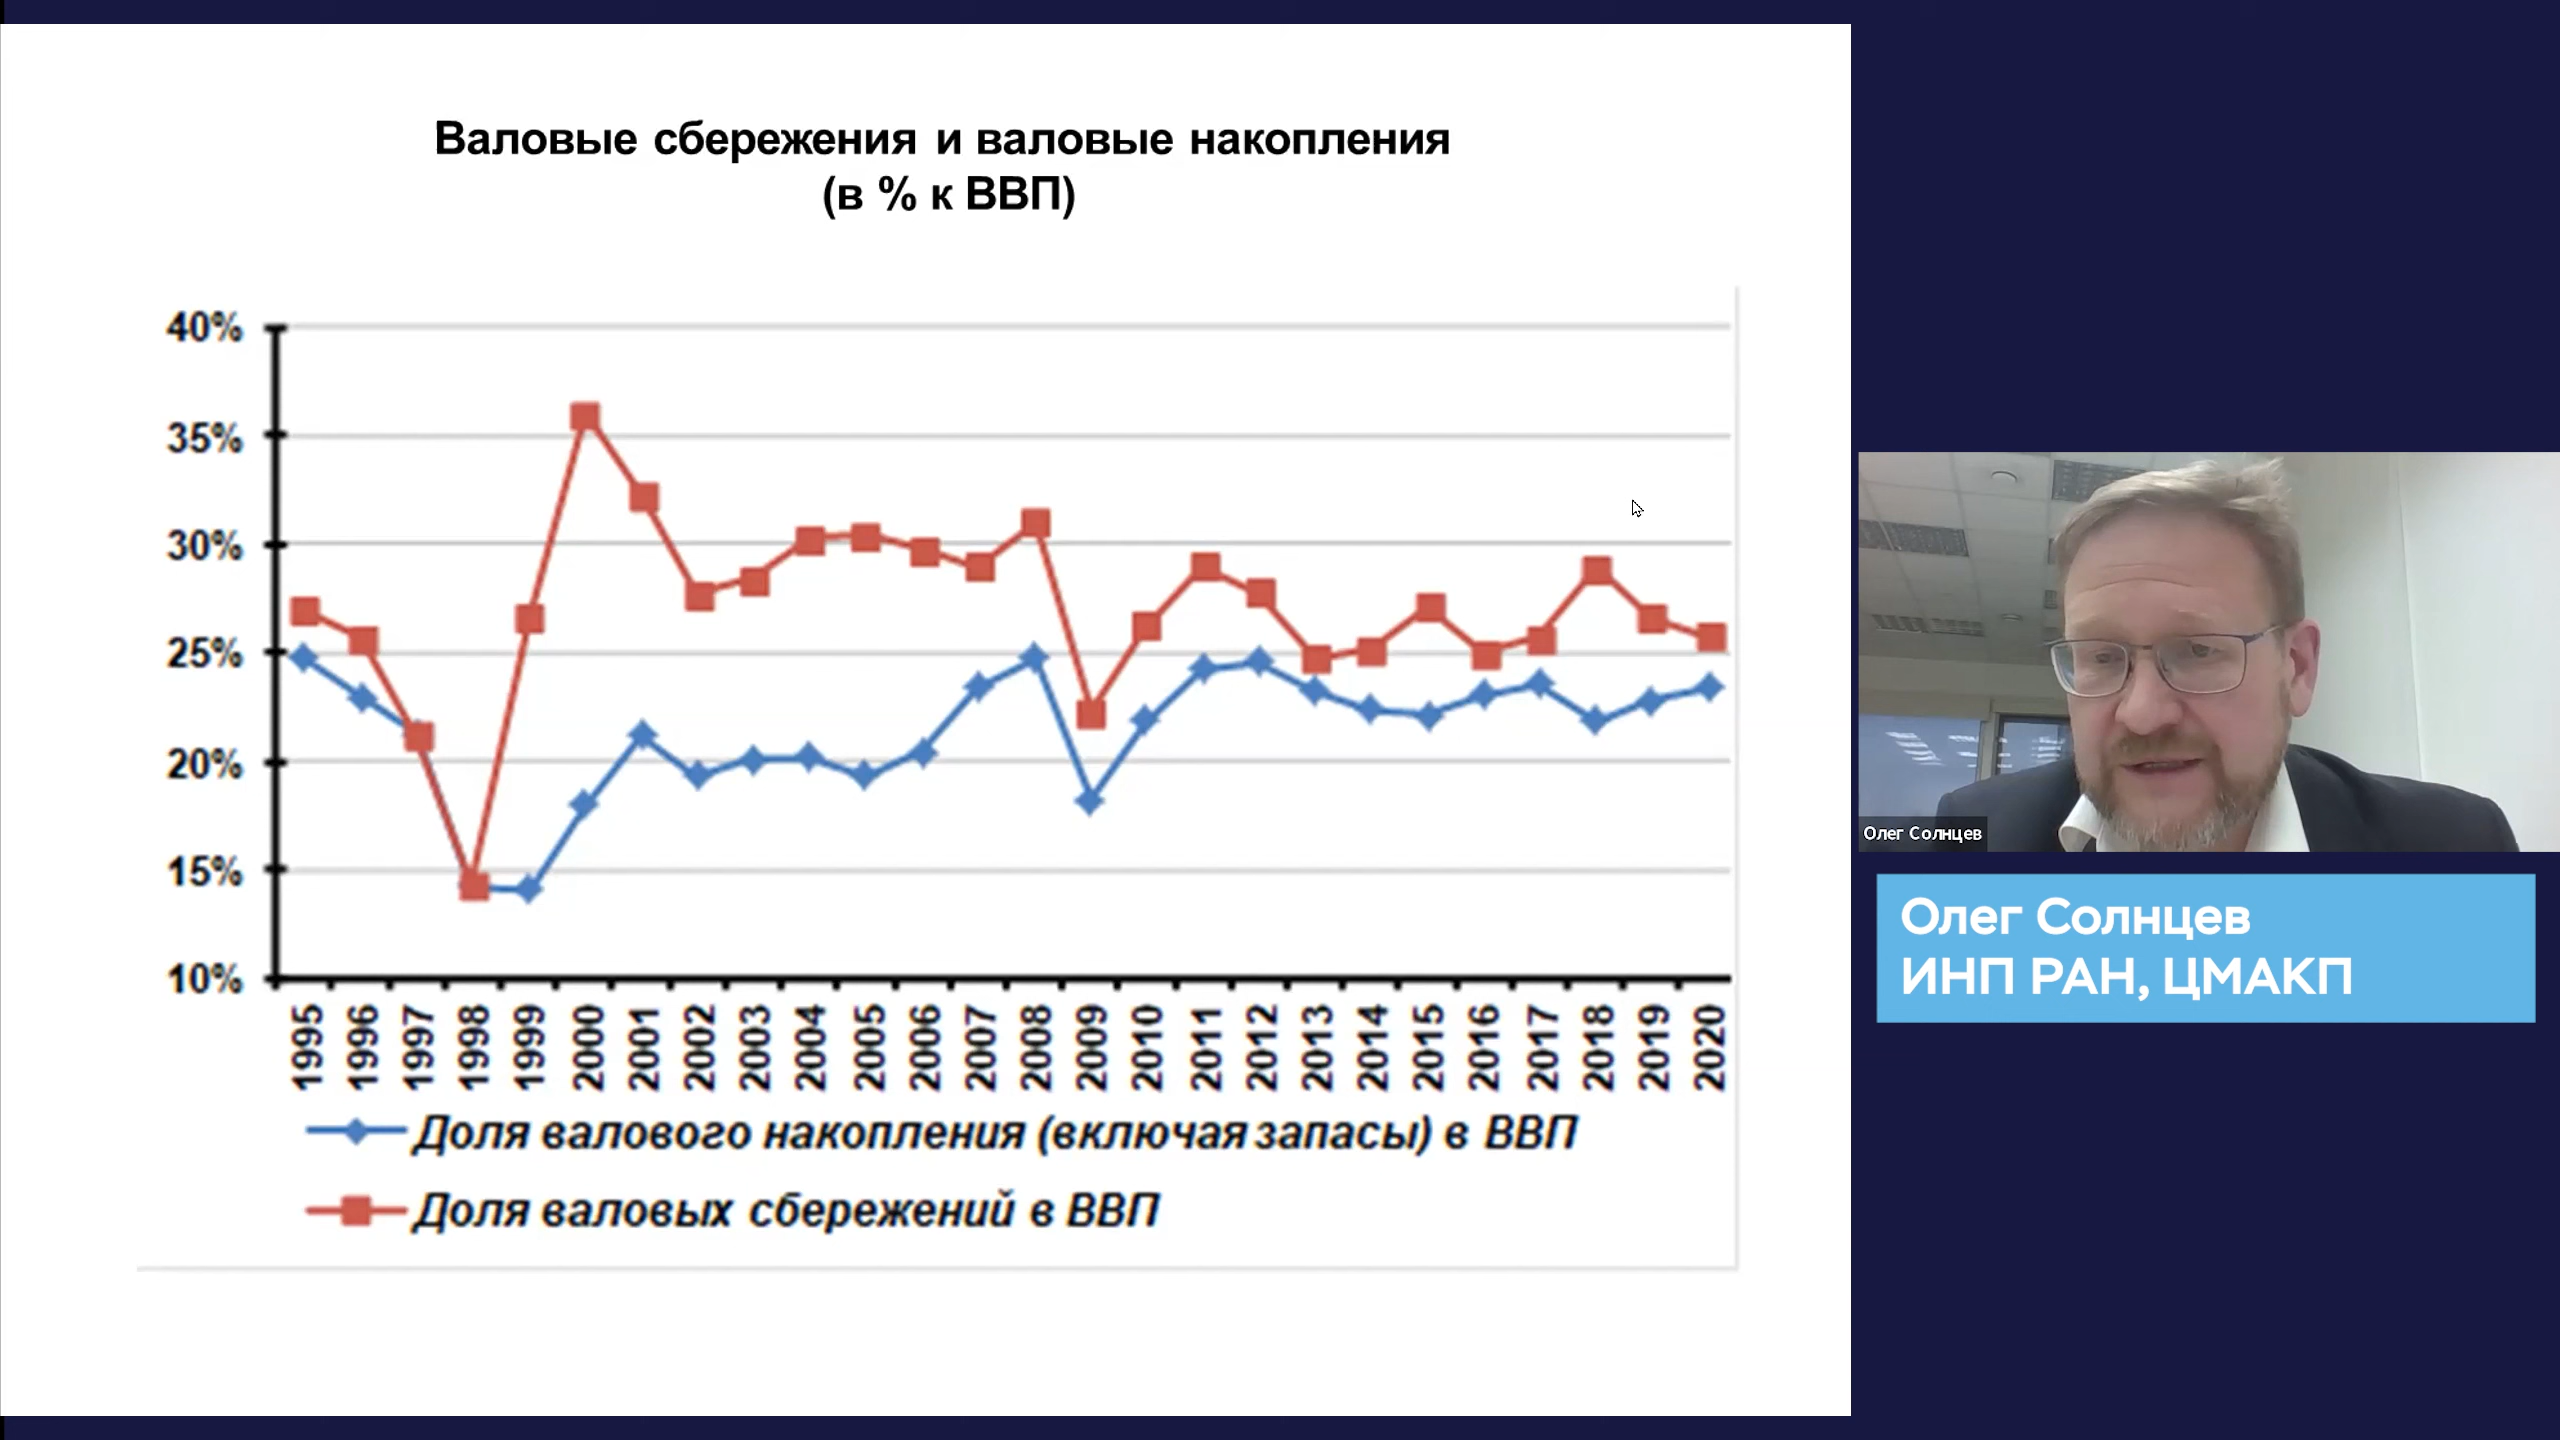 Валовые сбережения и валовые накопления
(в % к ВВП)
40%
35%
30%
25%
20%
15%
10%
1995 1996 1997 1998 1999 2000 2001 2002 2003 2004 2005 2006 2007 2008 2009 2010 2011 2012 2013 2014 2015 2016 2017 2018 2019 2020
Доля валового накопления (включая запасы) в ВВП
Доля валовых сбережений в ВВП
Олег Солнцев
Олег Солнцев
ИНП РАН, ЦМАКП